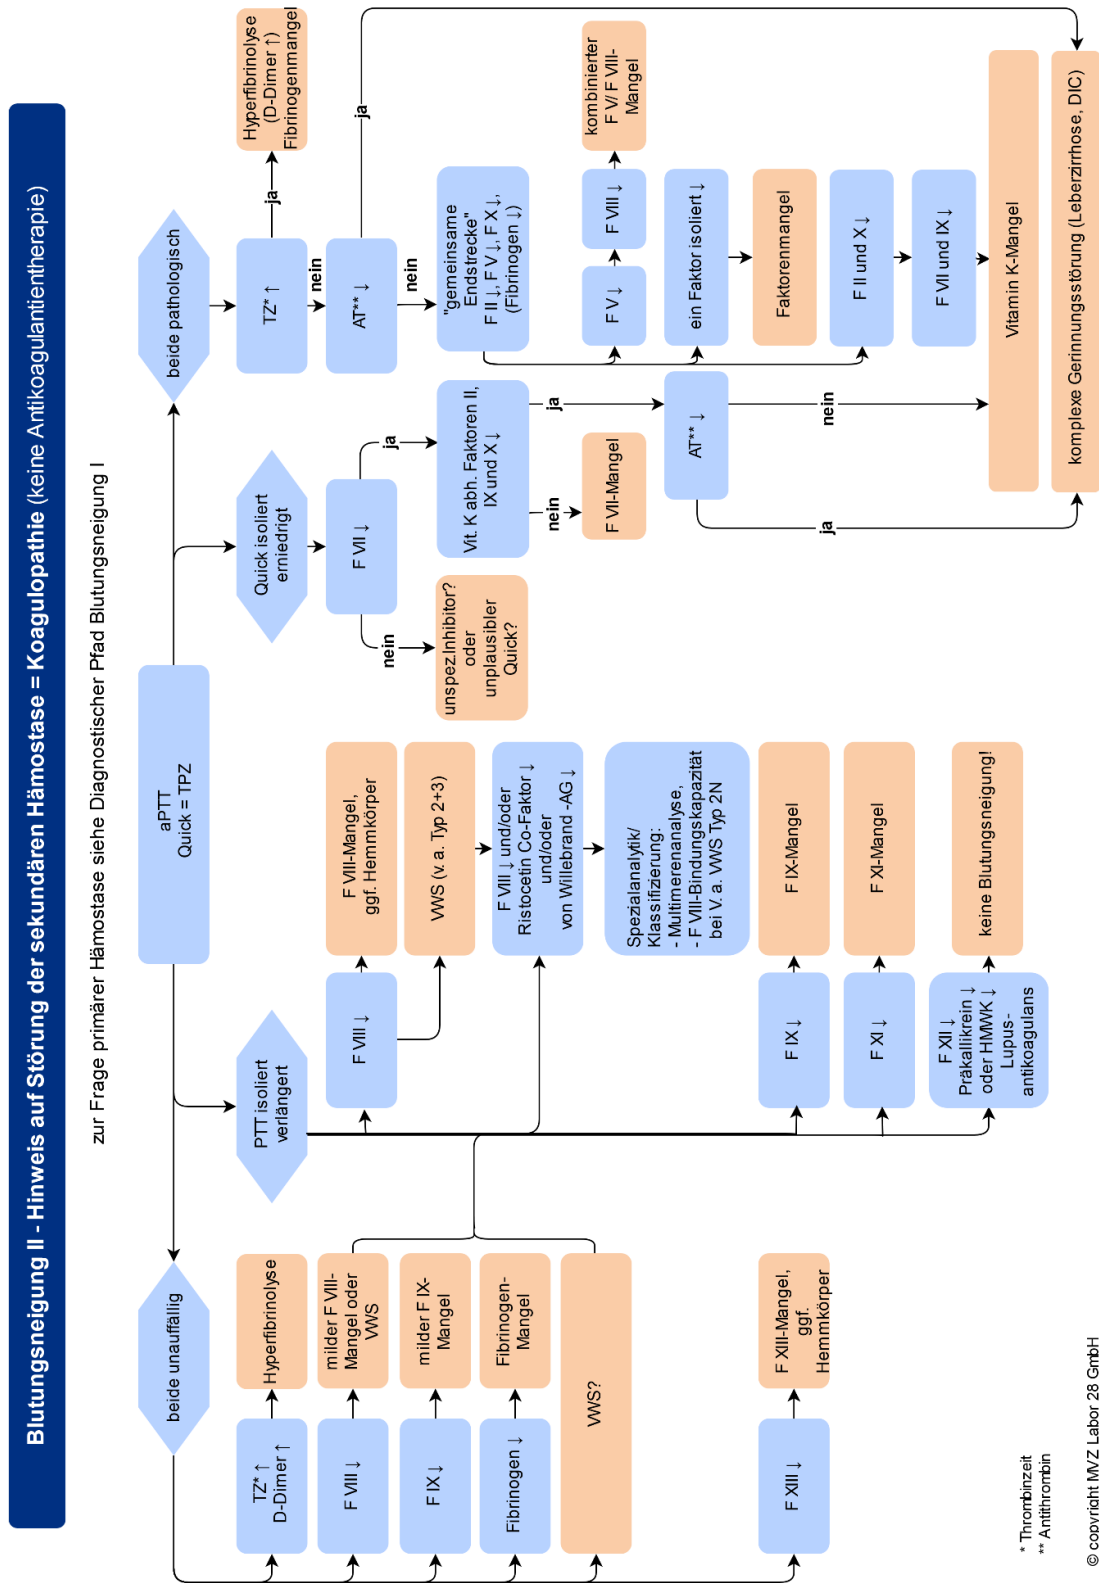 Blutungsneigung II - Hinweis auf Störung der sekundären Hämostase = Koagulopathie (keine Antikoagulantientherapie)
zur Frage primärer Hämostase siehe Diagnostischer Pfad Blutungsneigung I
aPTT
Quick = TPZ
beide unauffällig
TZ* ↑
D-Dimer ↑
Hyperfibrinolyse
F VIII ↓
milder F VIII-
Mangel oder
VWS
F IX ↓
milder F IX-
Mangel
Fibrinogen ↓
Fibrinogen-
Mangel
VWS?
F XIII ↓
F XIII-Mangel,
ggf.
Hemmkörper
PTT isoliert
verlängert
F VIII ↓
F VIII-Mangel,
ggf. Hemmkörper
VWS (v. a. Typ 2+3)
F VIII ↓ und/oder
Ristocetin Co-Faktor ↓
und/oder
von Willebrand -AG ↓
Spezialanalytik/
Klassifizierung:
- Multimerenanalyse,
- F VIII-Bindungskapazität
bei V. a. VWS Typ 2N
F IX ↓
F IX-Mangel
F XI ↓
F XI-Mangel
F XII ↓
Präkallikrein ↓
oder HMWK ↓
Lupus-
antikoagulans
keine Blutungsneigung!
Quick isoliert
erniedrigt
F VII ↓
nein
ja
unspez.Inhibitor?
oder
unplausibler
Quick?
Vit. K abh. Faktoren II,
IX und X ↓
nein
ja
F VII-Mangel
AT** ↓
ja
nein
beide pathologisch
TZ* ↑
ja
Hyperfibrinolyse
(D-Dimer ↑)
Fibrinogenmangel
nein
AT** ↓
ja
nein
"gemeinsame
Endstrecke"
F II ↓, F V ↓, F X ↓,
(Fibrinogen ↓)
F V ↓
F VIII ↓
kombinierter
F V/ F VIII-
Mangel
ein Faktor isoliert ↓
Faktorenmangel
F II und X ↓
F VII und IX ↓
Vitamin K-Mangel
komplexe Gerinnungsstörung (Leberzirrhose, DIC)
* Thrombinzeit
** Antithrombin
© copyright MVZ Labor 28 GmbH